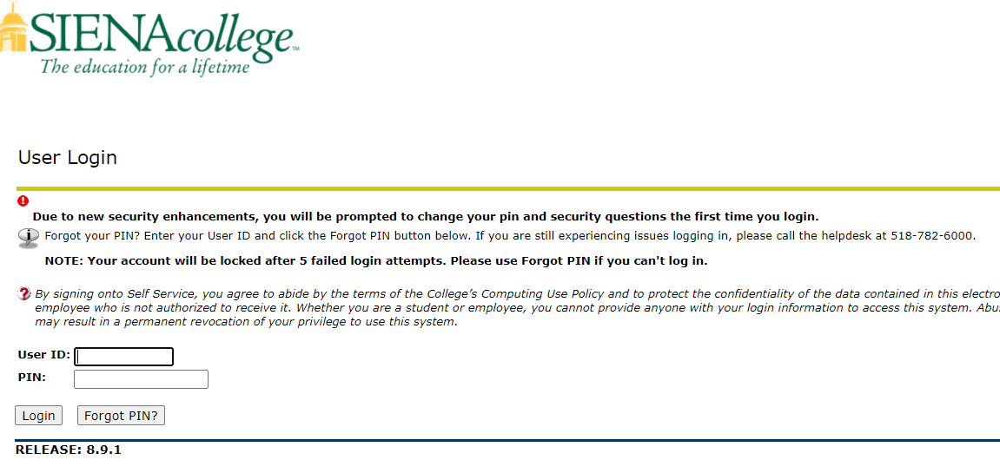 SIENAcollege™
The education for a lifetime
User Login
Due to new security enhancements, you will be prompted to change your pin and security questions the first time you login.
Forgot your PIN? Enter your User ID and click the Forgot PIN button below. If you are still experiencing issues logging in, please call the helpdesk at 518-782-6000.
NOTE: Your account will be locked after 5 failed login attempts. Please use Forgot PIN if you can't log in.
By signing onto Self Service, you agree to abide by the terms of the College's Computing Use Policy and to protect the confidentiality of the data contained in this
employee who is not authorized to receive it. Whether you are a student or employee, you cannot provide anyone with your login information to access this system.
may result in a permanent revocation of your privilege to use this system.
User ID:
PIN:
Login Forgot PIN?
RELEASE: 8.9.1